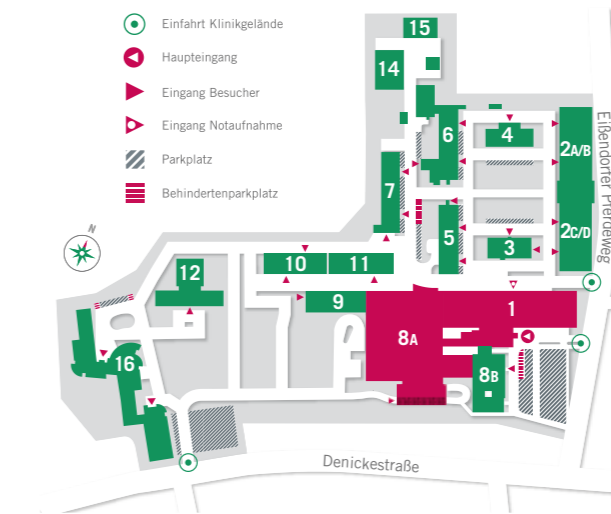 Einfahrt Klinikgelände
Haupteingang
Eingang Besucher
Eingang Notaufnahme
Parkplatz
Behindertenparkplatz
N
15
14
6
4
2A/B
Eißendorfer Pferdeweg
7
5
3
2C/D
12
10
11
9
1
8A
16
8B
Denickestraße